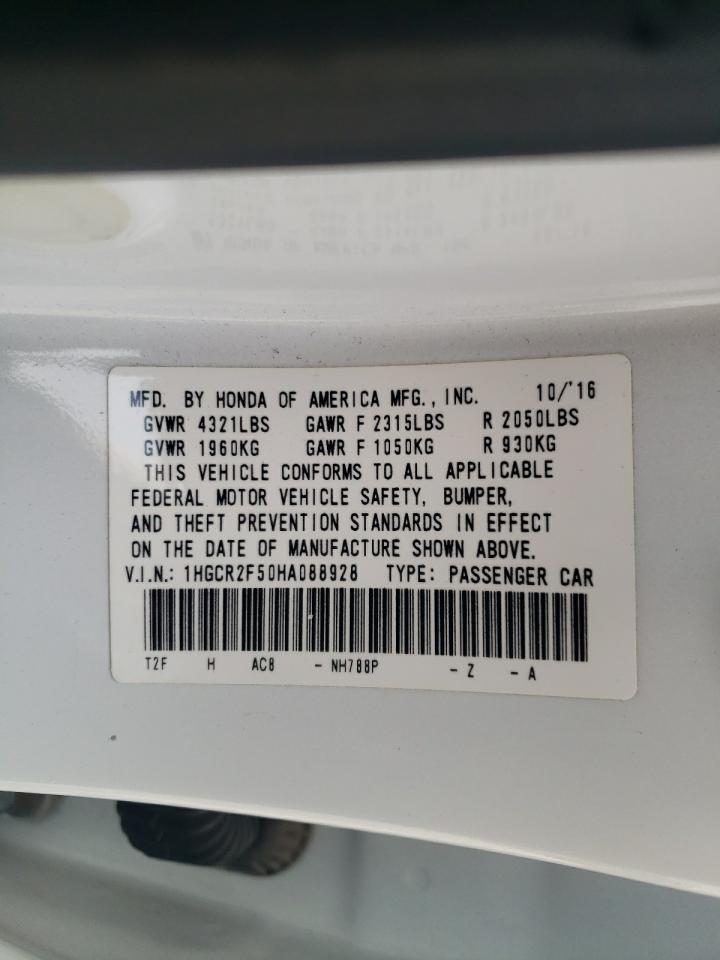 MFD. BY HONDA OF AMERICA MFG., INC. 10/'16
GVWR 4321LBS GAWR F 2315LBS R 2050LBS
GVWR 1960KG GAWR F 1050KG R 930KG
THIS VEHICLE CONFORMS TO ALL APPLICABLE
FEDERAL MOTOR VEHICLE SAFETY, BUMPER,
AND THEFT PREVENTION STANDARDS IN EFFECT
ON THE DATE OF MANUFACTURE SHOWN ABOVE.
V.I.N.: 1HGCR2F50HA088928 TYPE: PASSENGER CAR
T2F H AC8 - NH788P - Z - A